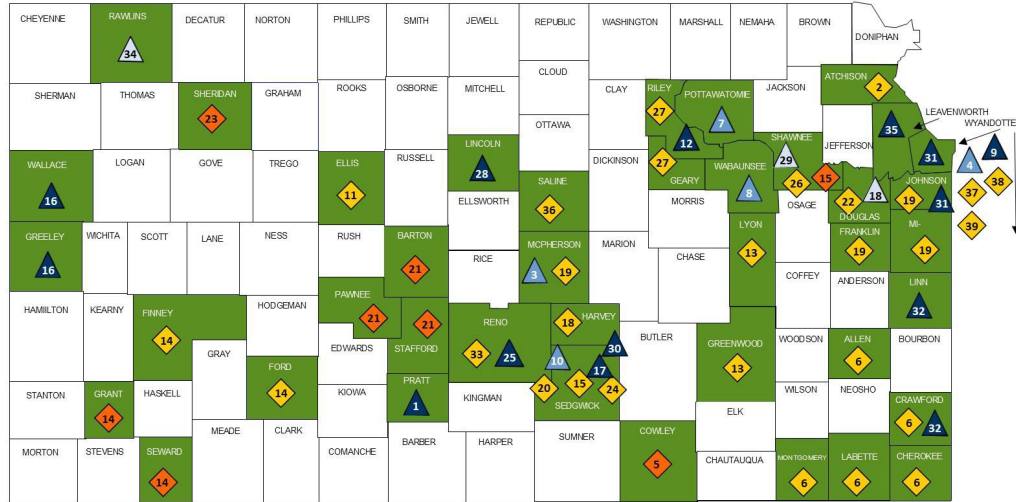 CHEYENNE
RAWLINS
DECATUR
NORTON
PHILLIPS
SMITH
JEWELL
REPUBLIC
WASHINGTON
MARSHALL
NEMAHA
BROWN
DONIPHAN
34
CLOUD
ATCHISON
2
SHERMAN
THOMAS
SHERIDAN
23
GRAHAM
ROOKS
OSBORNE
MITCHELL
CLAY
RILEY
27
POTTAWATOMIE
7
JACKSON
LEAVENWORTH
WYANDOTTE
35
OTTAWA
12
SHAWNEE
29
JEFFERSON
31
4
9
WALLACE
16
LOGAN
GOVE
TREGO
ELLIS
11
RUSSELL
LINCOLN
28
DICKINSON
27
GEARY
WABAUNSEE
8
26
15
22
18
DOUGLAS
JOHNSON
19
31
37
38
39
SALINE
36
ELLSWORTH
MORRIS
OSAGE
GREELEY
16
WICHITA
SCOTT
LANE
NESS
RUSH
BARTON
21
RICE
MCPHERSON
3
19
MARION
CHASE
LYON
13
FRANKLIN
19
MI-
19
COFFEY
ANDERSON
LINN
32
HAMIILTON
KEARNY
FINNEY
14
HODGEMAN
PAWNEE
21
21
STAFFORD
RENO
33
25
18
HARVEY
30
GRAY
EDWARDS
BUTLER
GREENWOOD
13
WOODSON
ALLEN
6
BOURBON
FORD
14
10
17
20
15
24
SEDGWICK
STANTON
GRANT
14
HASKELL
KIOWA
PRATT
1
KINGMAN
WILSON
NEOSHO
CRAWFORD
6
32
ELK
MORTON
STEVENS
SEWARD
14
MEADE
CLARK
COMANCHE
BARBER
HARPER
SUMNER
COWLEY
5
CHAUTAUQUA
MONTGOMERY
6
LABETTE
6
CHEROKEE
6